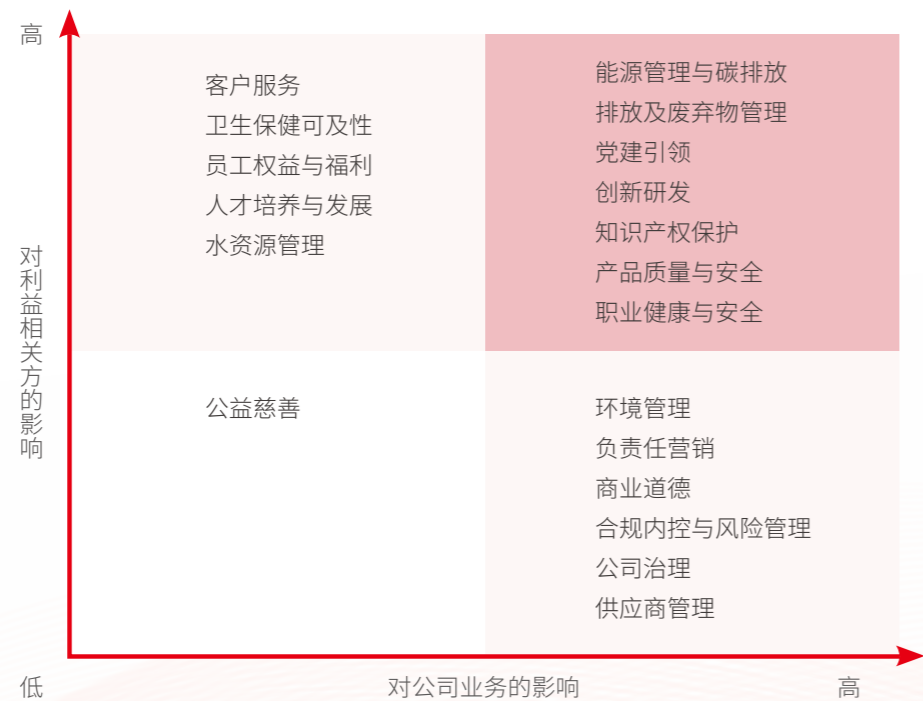 高
对利益相关方的影响
客户服务
卫生保健可及性
员工权益与福利
人才培养与发展
水资源管理
能源管理与碳排放
排放及废弃物管理
党建引领
创新研发
知识产权保护
产品质量与安全
职业健康与安全
公益慈善
环境管理
负责任营销
商业道德
合规内控与风险管理
公司治理
供应商管理
低
对公司业务的影响
高